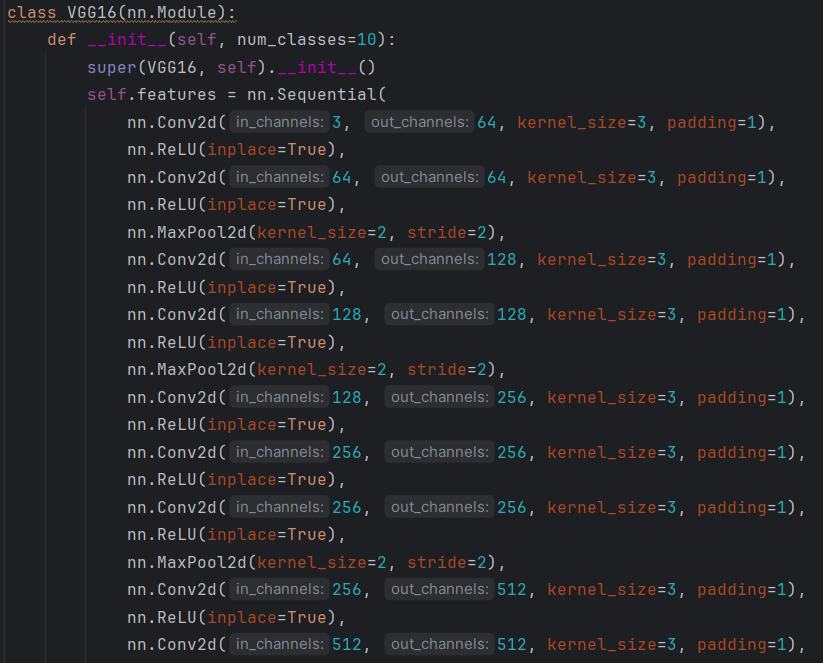 class VGG16(nn.Module):
    def __init__(self, num_classes=10):
        super(VGG16, self).__init__()
        self.features = nn.Sequential(
            nn.Conv2d( in_channels: 3, out_channels: 64, kernel_size=3, padding=1),
            nn.ReLU(inplace=True),
            nn.Conv2d( in_channels: 64, out_channels: 64, kernel_size=3, padding=1),
            nn.ReLU(inplace=True),
            nn.MaxPool2d(kernel_size=2, stride=2),
            nn.Conv2d( in_channels: 64, out_channels: 128, kernel_size=3, padding=1),
            nn.ReLU(inplace=True),
            nn.Conv2d( in_channels: 128, out_channels: 128, kernel_size=3, padding=1),
            nn.ReLU(inplace=True),
            nn.MaxPool2d(kernel_size=2, stride=2),
            nn.Conv2d( in_channels: 128, out_channels: 256, kernel_size=3, padding=1),
            nn.ReLU(inplace=True),
            nn.Conv2d( in_channels: 256, out_channels: 256, kernel_size=3, padding=1),
            nn.ReLU(inplace=True),
            nn.Conv2d( in_channels: 256, out_channels: 256, kernel_size=3, padding=1),
            nn.ReLU(inplace=True),
            nn.MaxPool2d(kernel_size=2, stride=2),
            nn.Conv2d( in_channels: 256, out_channels: 512, kernel_size=3, padding=1),
            nn.ReLU(inplace=True),
            nn.Conv2d( in_channels: 512, out_channels: 512, kernel_size=3, padding=1),